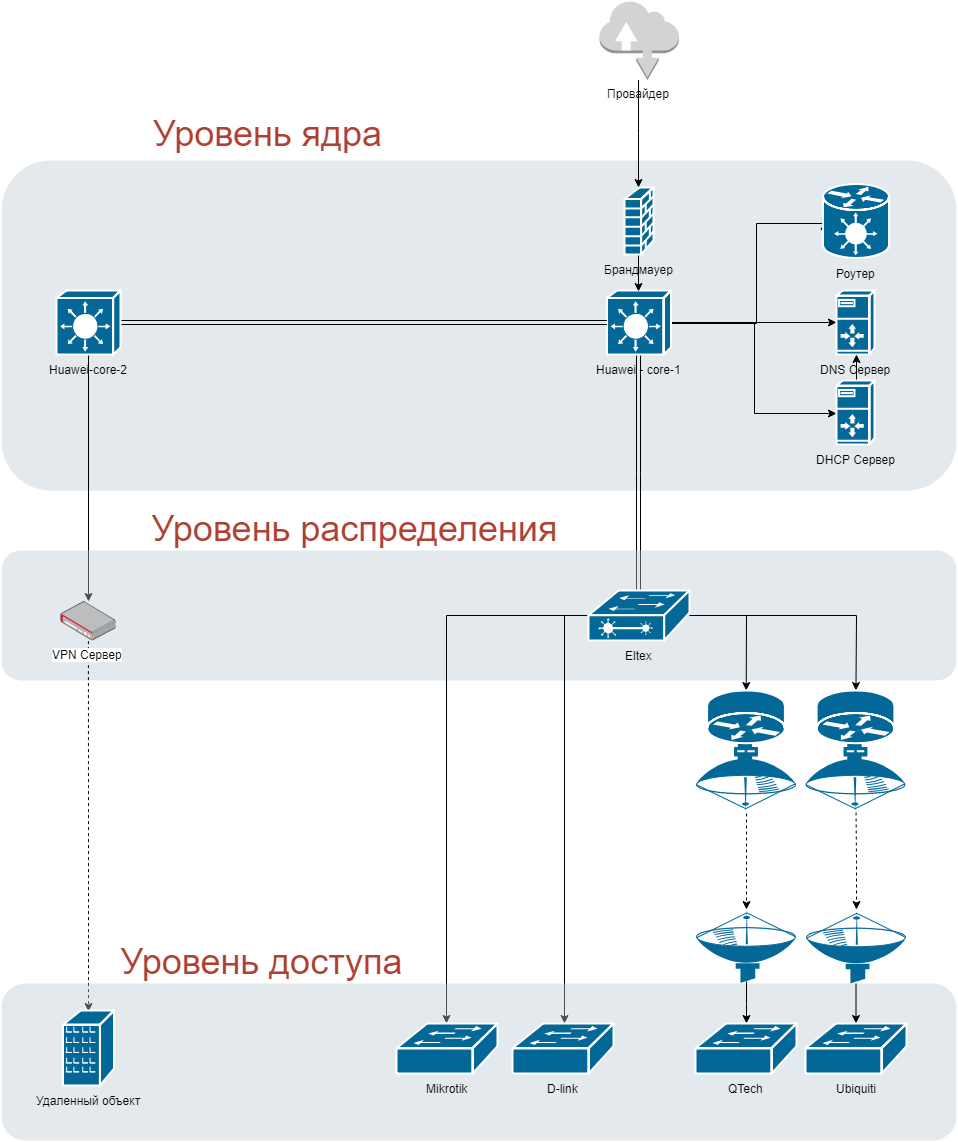 Провайдер
Уровень ядра
Брандмауер
Роутер
Huawei-core-2
Huawei - core-1
DNS Сервер
DHCP Сервер
Уровень распределения
VPN Сервер
Eltex
Уровень доступа
Удаленный объект
Mikrotik
D-link
QTech
Ubiquiti